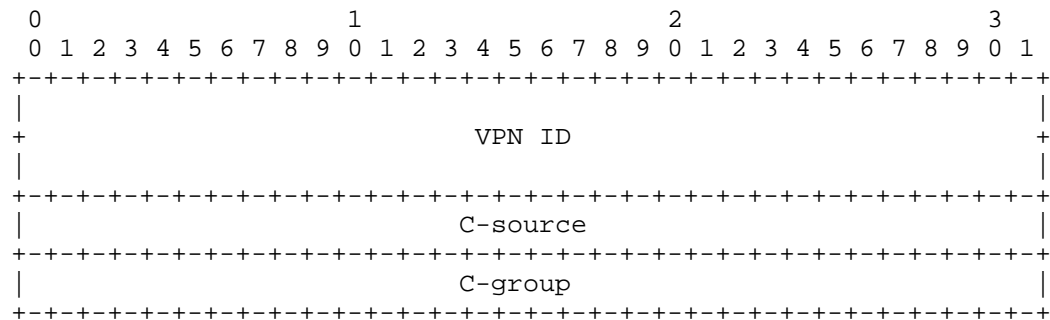 0                   1                   2                   3
 0 1 2 3 4 5 6 7 8 9 0 1 2 3 4 5 6 7 8 9 0 1 2 3 4 5 6 7 8 9 0 1
+-+-+-+-+-+-+-+-+-+-+-+-+-+-+-+-+-+-+-+-+-+-+-+-+-+-+-+-+-+-+-+-+
|                                                               |
+                            VPN ID                             +
|                                                               |
+-+-+-+-+-+-+-+-+-+-+-+-+-+-+-+-+-+-+-+-+-+-+-+-+-+-+-+-+-+-+-+-+
|                           C-source                            |
+-+-+-+-+-+-+-+-+-+-+-+-+-+-+-+-+-+-+-+-+-+-+-+-+-+-+-+-+-+-+-+-+
|                           C-group                             |
+-+-+-+-+-+-+-+-+-+-+-+-+-+-+-+-+-+-+-+-+-+-+-+-+-+-+-+-+-+-+-+-+